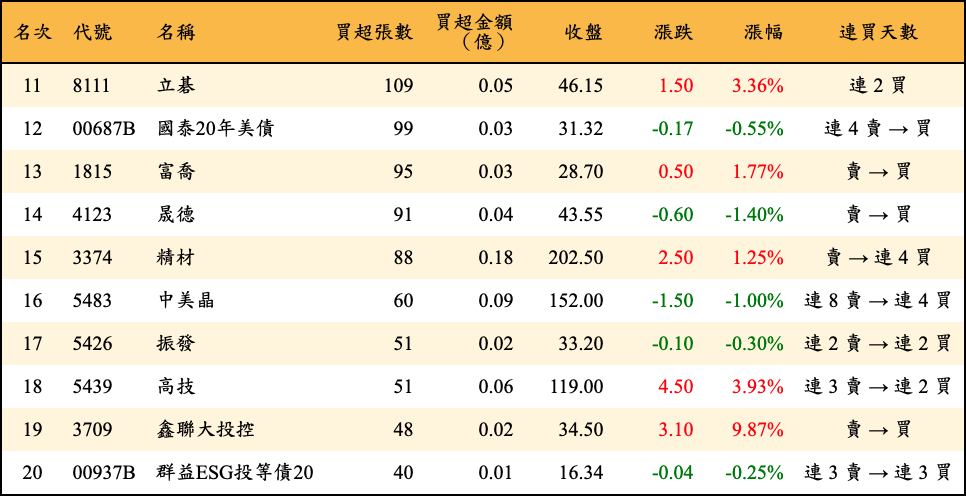 名次 代號 名稱 買超張數 買超金額（億） 收盤 漲跌 漲幅 連買天數
11 8111 立碁 109 0.05 46.15 1.50 3.36% 連 2 買
12 00687B 國泰20年美債 99 0.03 31.32 -0.17 -0.55% 連 4 賣 → 買
13 1815 富喬 95 0.03 28.70 0.50 1.77% 賣 → 買
14 4123 晟德 91 0.04 43.55 -0.60 -1.40% 賣 → 買
15 3374 精材 88 0.18 202.50 2.50 1.25% 賣 → 連 4 買
16 5483 中美晶 60 0.09 152.00 -1.50 -1.00% 連 8 賣 → 連 4 買
17 5426 振發 51 0.02 33.20 -0.10 -0.30% 連 2 賣 → 連 2 買
18 5439 高技 51 0.06 119.00 4.50 3.93% 連 3 賣 → 連 2 買
19 3709 鑫聯大投控 48 0.02 34.50 3.10 9.87% 賣 → 買
20 00937B 群益ESG投等債20 40 0.01 16.34 -0.04 -0.25% 連 3 賣 → 連 3 買